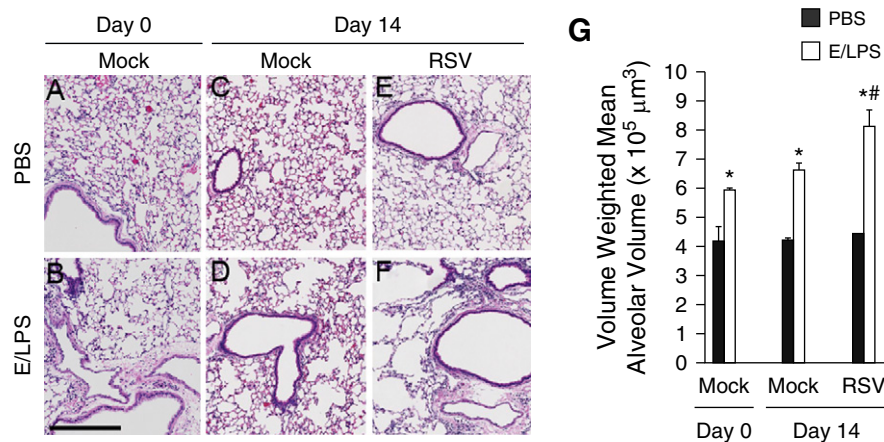 Day 0 Day 14
Mock Mock RSV
PBS
A C E
E/LPS
B D F
G
PBS
E/LPS
Volume Weighted Mean
Alveolar Volume (x 10⁵ µm³)
10
9
8
7
6
5
4
3
2
1
0
* * *#
Mock Mock RSV
Day 0 Day 14